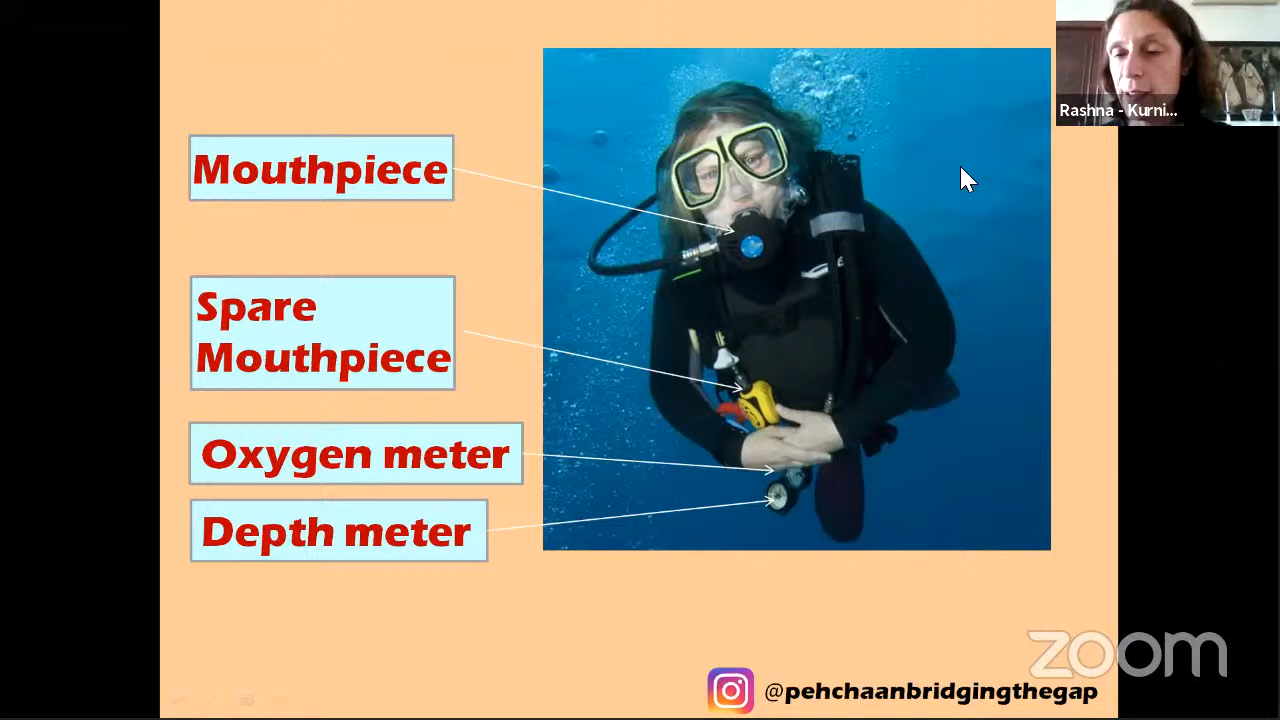 Rashna - Kurni...
Mouthpiece
Spare
Mouthpiece
Oxygen meter
Depth meter
zoom
@pehchaanbridgingthegap